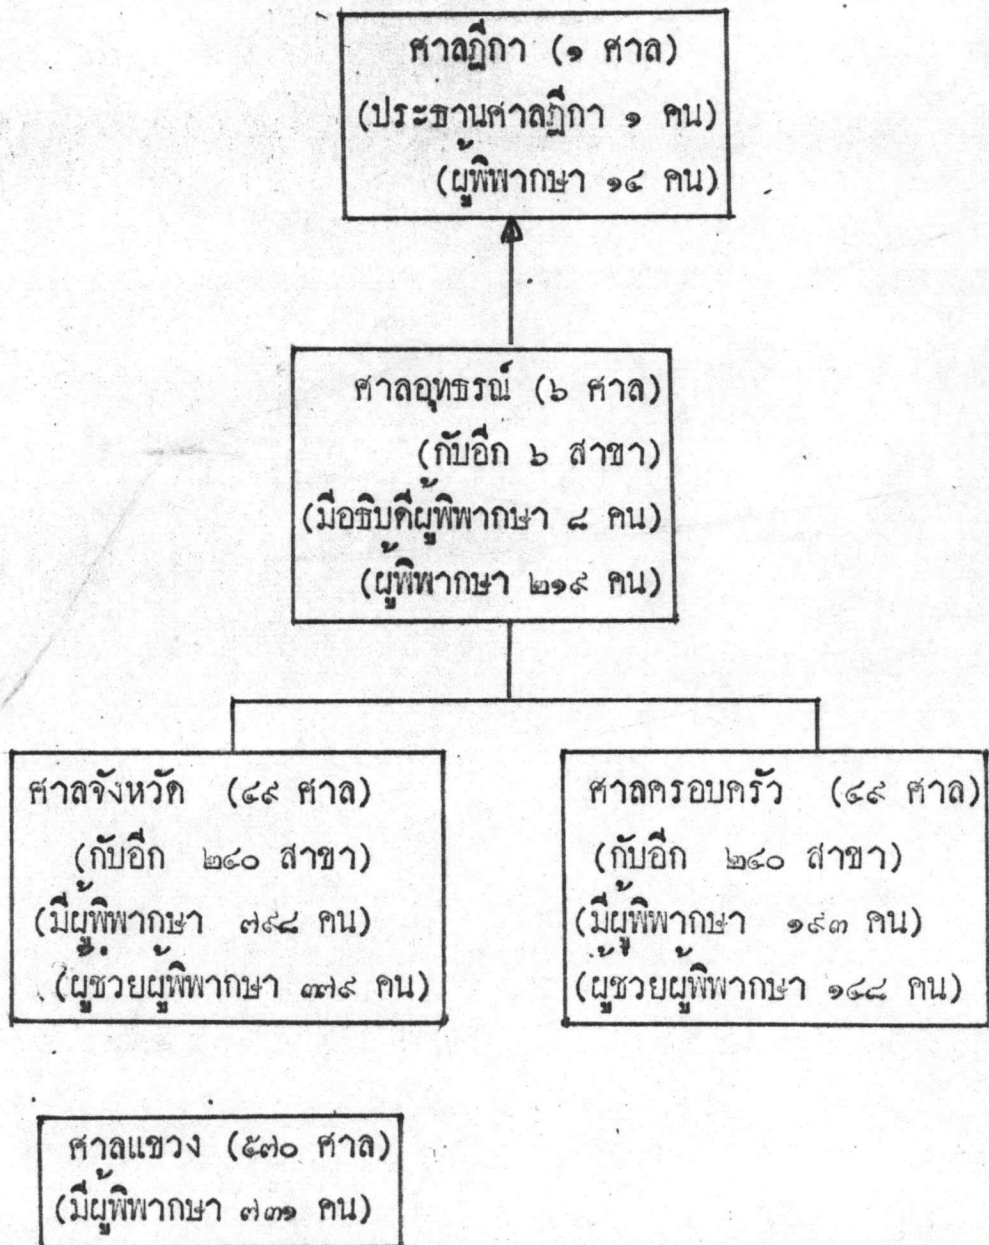 ศาลฎีกา (๑ ศาล)
(ประธานศาลฎีกา ๑ คน)
(ผู้พิพากษา ๑๔ คน)
ศาลอุทธรณ์ (๖ ศาล)
(กับอีก ๖ สาขา)
(มีอธิบดีผู้พิพากษา ๘ คน)
(ผู้พิพากษา ๒๑๙ คน)
ศาลจังหวัด (๔๙ ศาล)
(กับอีก ๒๔๐ สาขา)
(มีผู้พิพากษา ๗๙๘ คน)
(ผู้ช่วยผู้พิพากษา ๓๗๙ คน)
ศาลครอบครัว (๔๙ ศาล)
(กับอีก ๒๔๐ สาขา)
(มีผู้พิพากษา ๑๙๓ คน)
(ผู้ช่วยผู้พิพากษา ๑๔๘ คน)
ศาลแขวง (๕๗๐ ศาล)
(มีผู้พิพากษา ๗๓๑ คน)